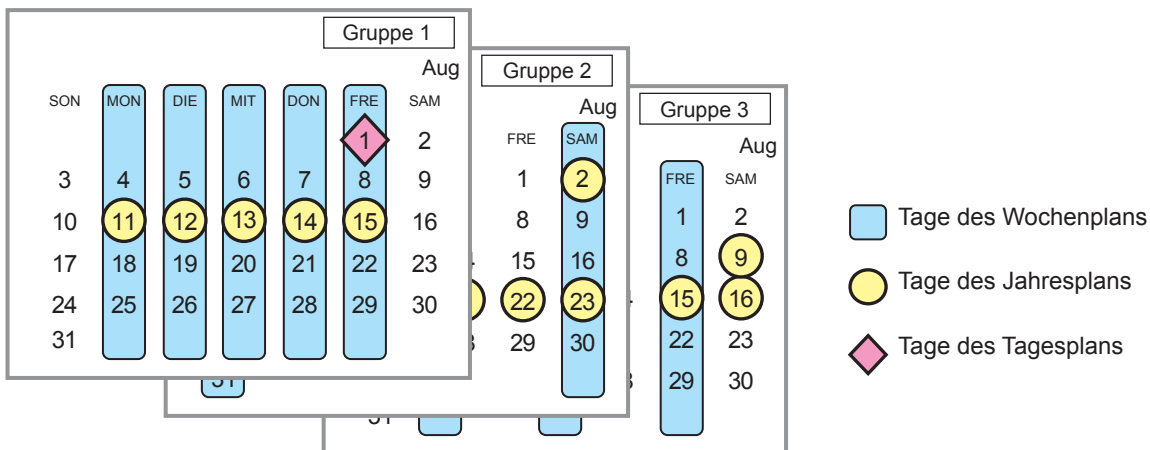 Gruppe 1
Aug
SON MON DIE MIT DON FRE SAM
1 2
3 4 5 6 7 8 9
10 11 12 13 14 15 16
17 18 19 20 21 22 23
24 25 26 27 28 29 30
31
Gruppe 2
Aug
FRE SAM
1 2
8 9
15 16
22 23
29 30
31
Gruppe 3
Aug
FRE SAM
1 2
8 9
15 16
22 23
29 30
31
Tage des Wochenplans
Tage des Jahresplans
Tage des Tagesplans